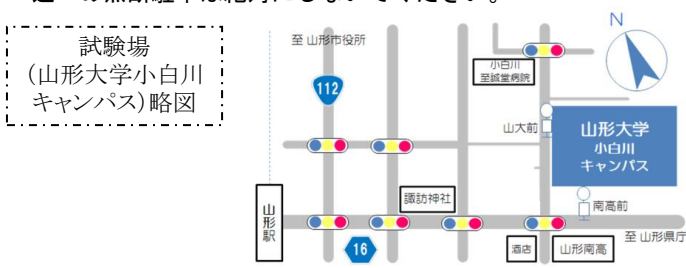 試験場
(山形大学小白川
キャンパス)略図
至 山形市役所
N
小白川
至誠堂病院
112
山大前
山形大学
小白川
キャンパス
諏訪神社
南高前
山形駅
16
酒店
山形南高
至 山形県庁